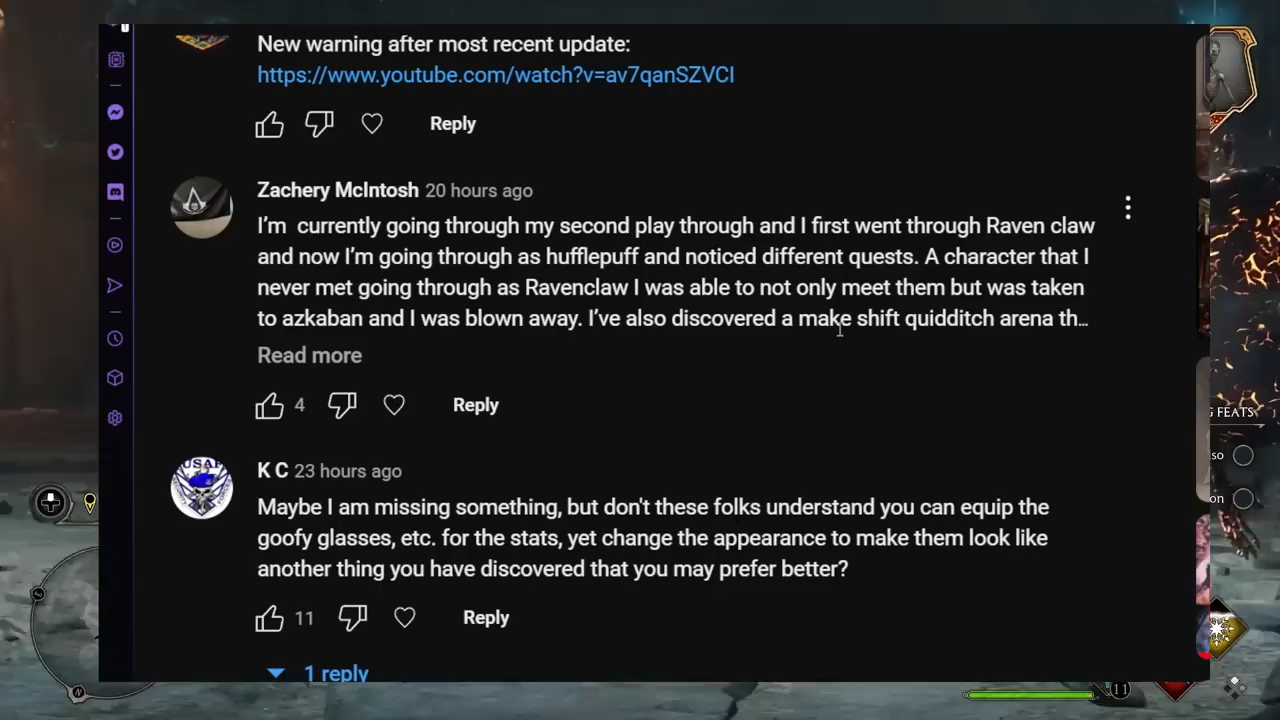 New warning after most recent update:
https://www.youtube.com/watch?v=av7qanSZVCI
Reply
Zachery McIntosh 20 hours ago
I'm  currently going through my second play through and I first went through Raven claw
and now I'm going through as hufflepuff and noticed different quests. A character that I
never met going through as Ravenclaw I was able to not only meet them but was taken
to azkaban and I was blown away. I've also discovered a make shift quidditch arena th...
Read more
4 Reply
K C 23 hours ago
Maybe I am missing something, but don't these folks understand you can equip the
goofy glasses, etc. for the stats, yet change the appearance to make them look like
another thing you have discovered that you may prefer better?
11 Reply
1 reply
G FEATS
so
on
USAF
N
11